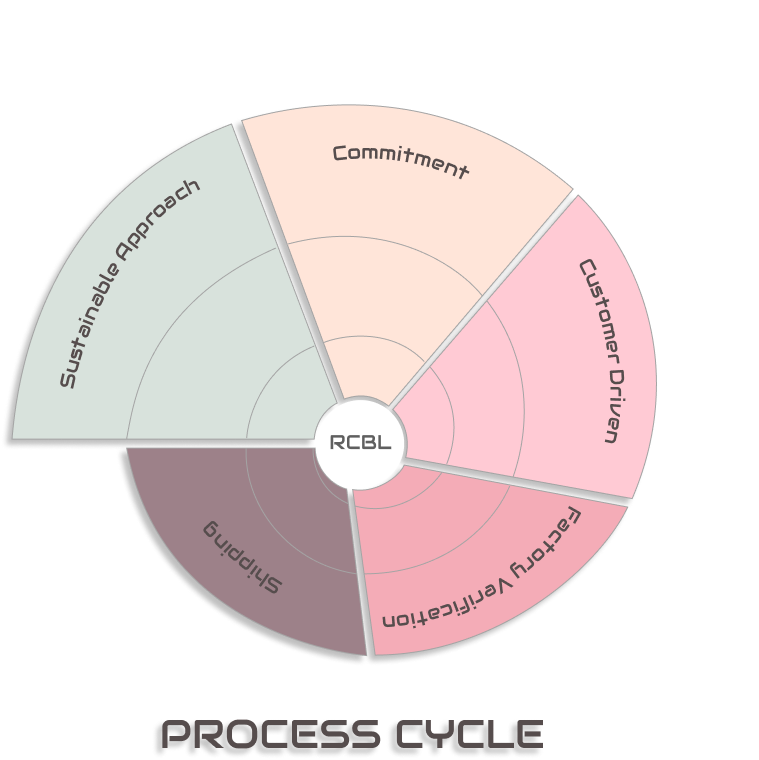 Commitment
Customer Driven
Factory Verification
Shipping
Sustainable Approach
RCBL
PROCESS CYCLE